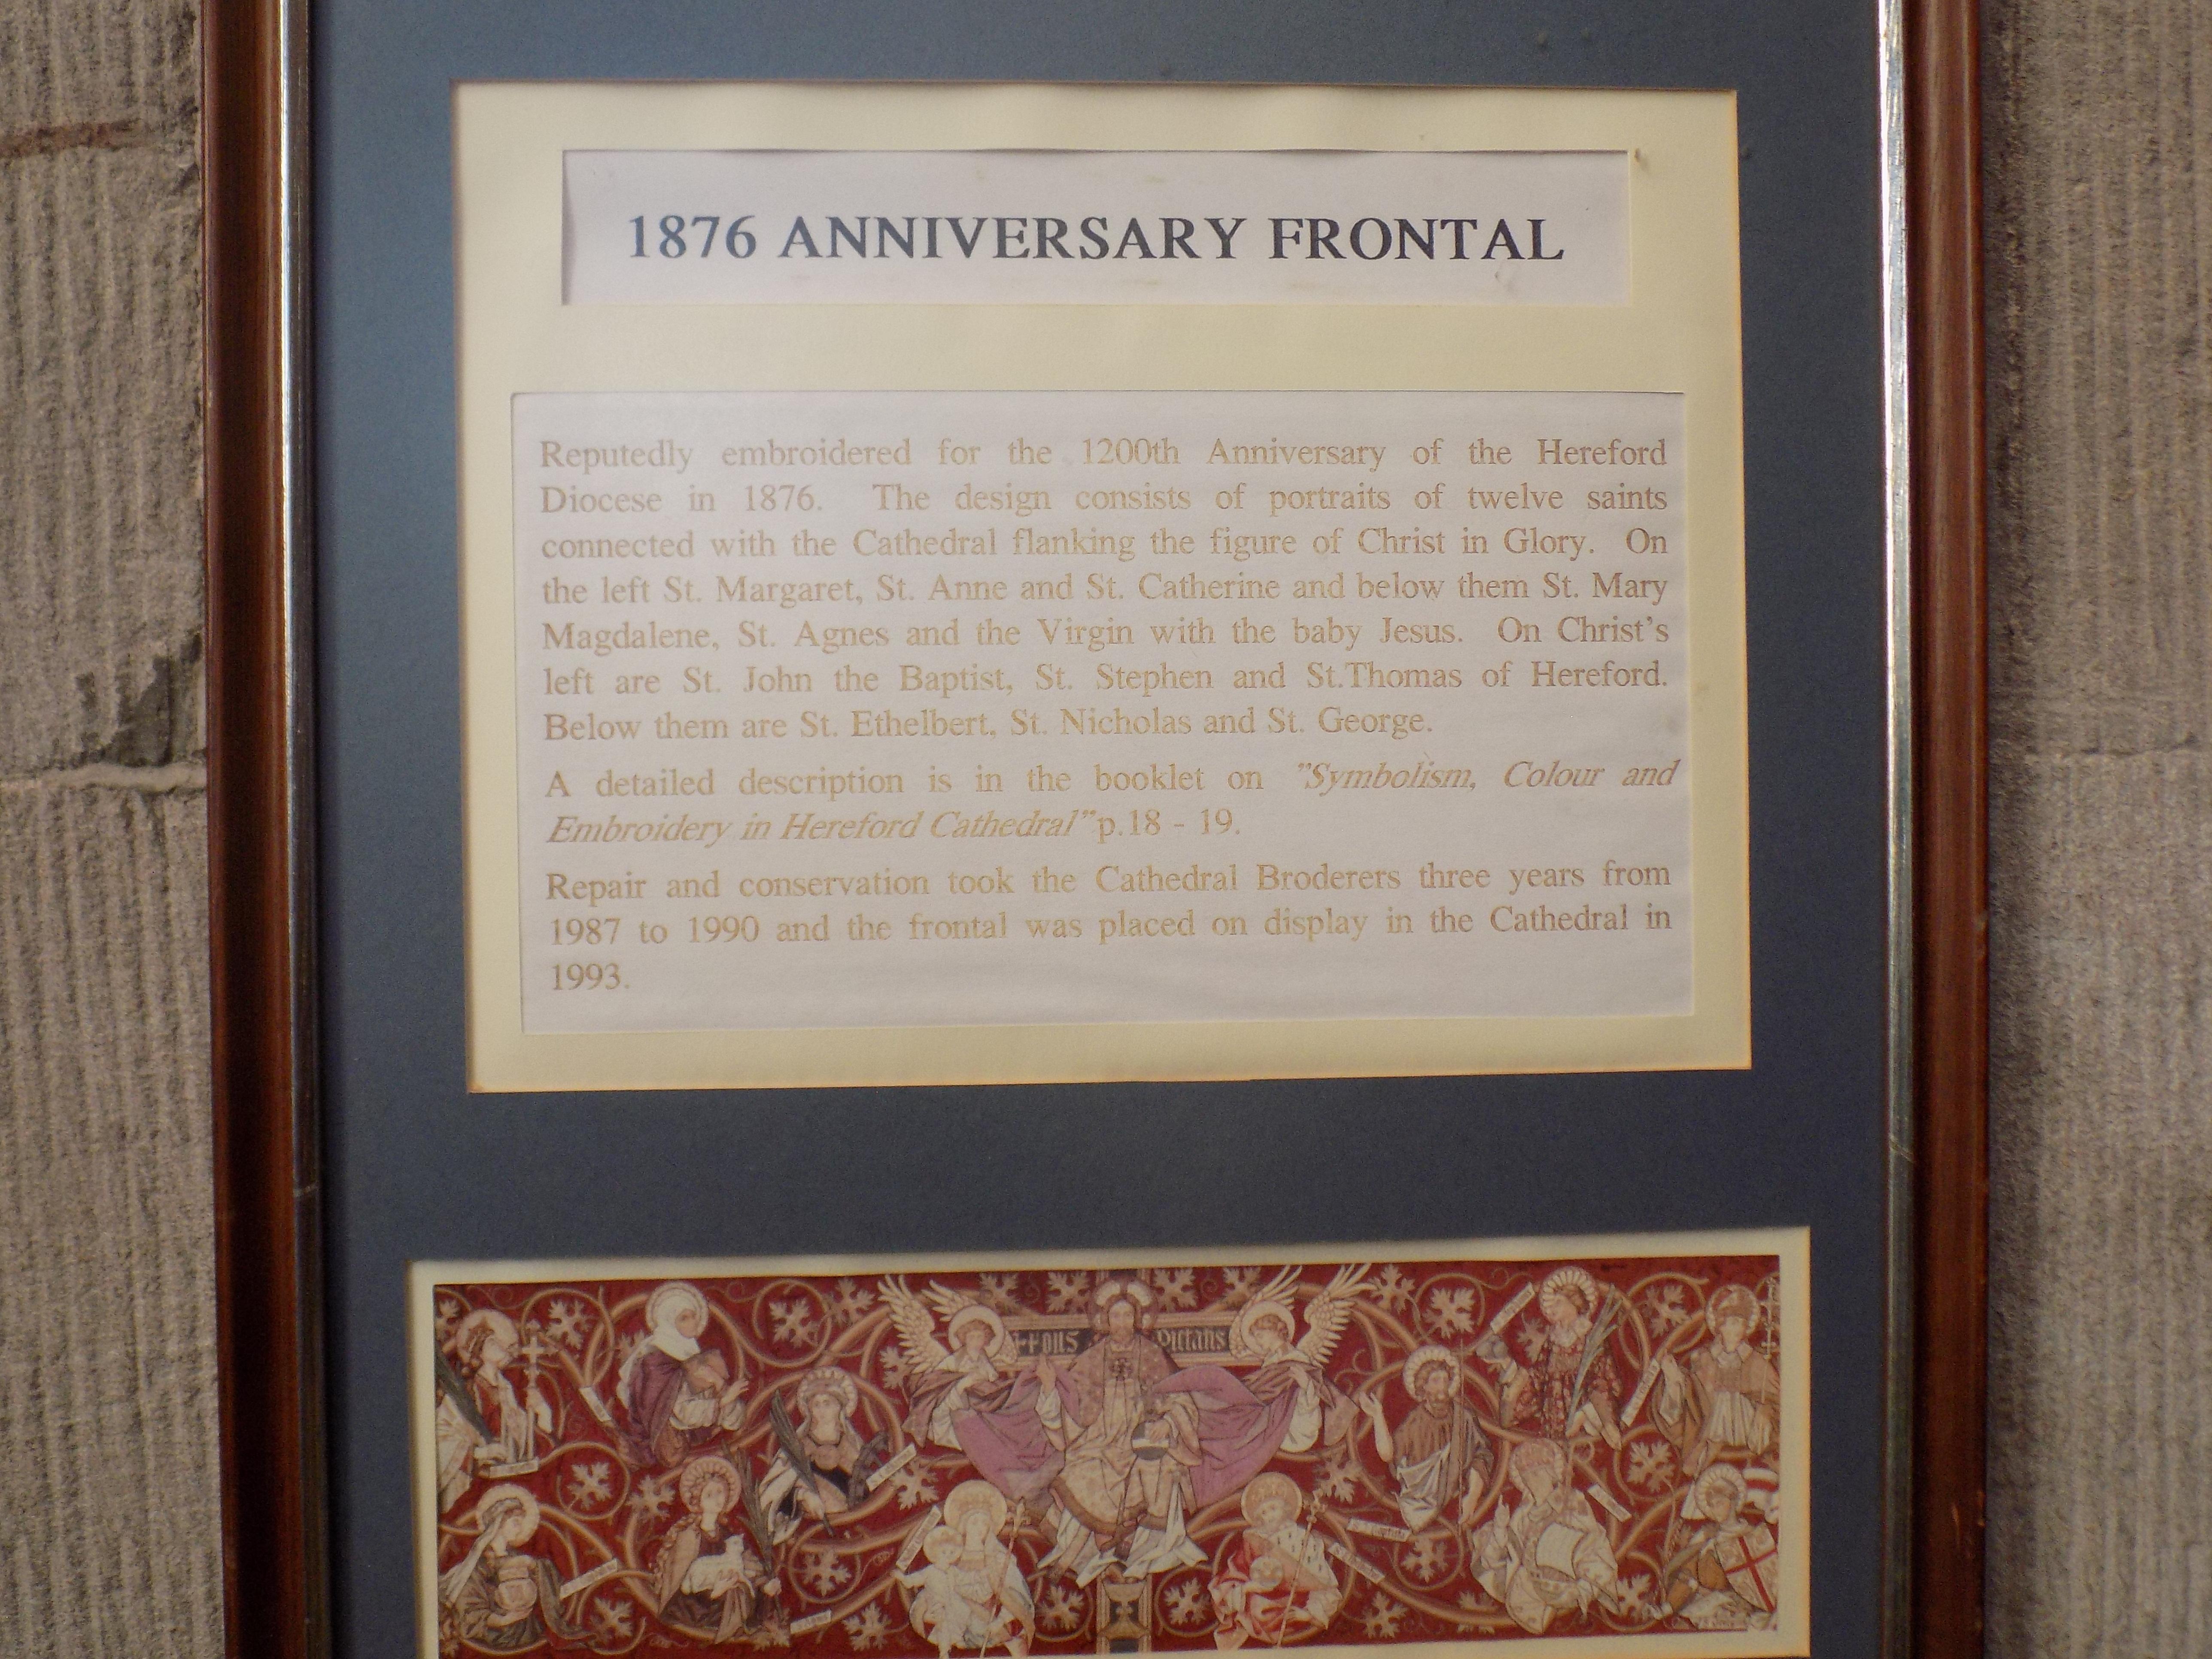 1876 ANNIVERSARY FRONTAL
Reputedly embroidered for the 1200th Anniversary of the Hereford
Diocese in 1876. The design consists of portraits of twelve saints
connected with the Cathedral flanking the figure of Christ in Glory. On
the left St. Margaret, St. Anne and St. Catherine and below them St. Mary
Magdalene, St. Agnes and the Virgin with the baby Jesus. On Christ's
left are St. John the Baptist, St. Stephen and St.Thomas of Hereford.
Below them are St. Ethelbert, St. Nicholas and St. George.
A detailed description is in the booklet on "Symbolism, Colour and
Embroidery in Hereford Cathedral"p.18 - 19.
Repair and conservation took the Cathedral Broderers three years from
1987 to 1990 and the frontal was placed on display in the Cathedral in
1993.